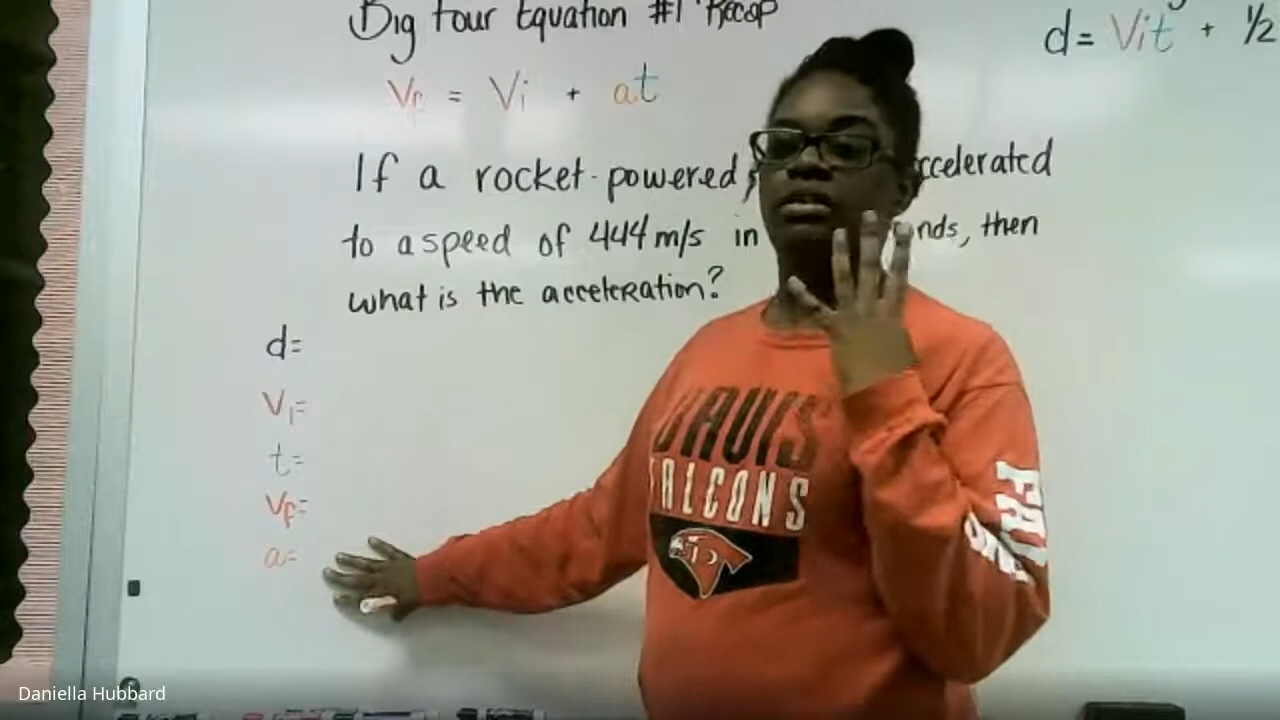 Big Four Equation #1 Recap
Vf = Vi + at
d = Vit + 1/2
If a rocket-powered accelerated
to a speed of 444 m/s in then
what is the acceleration?
d=
Vi=
t=
Vf=
a=
DAVIS
FALCONS
Daniella Hubbard